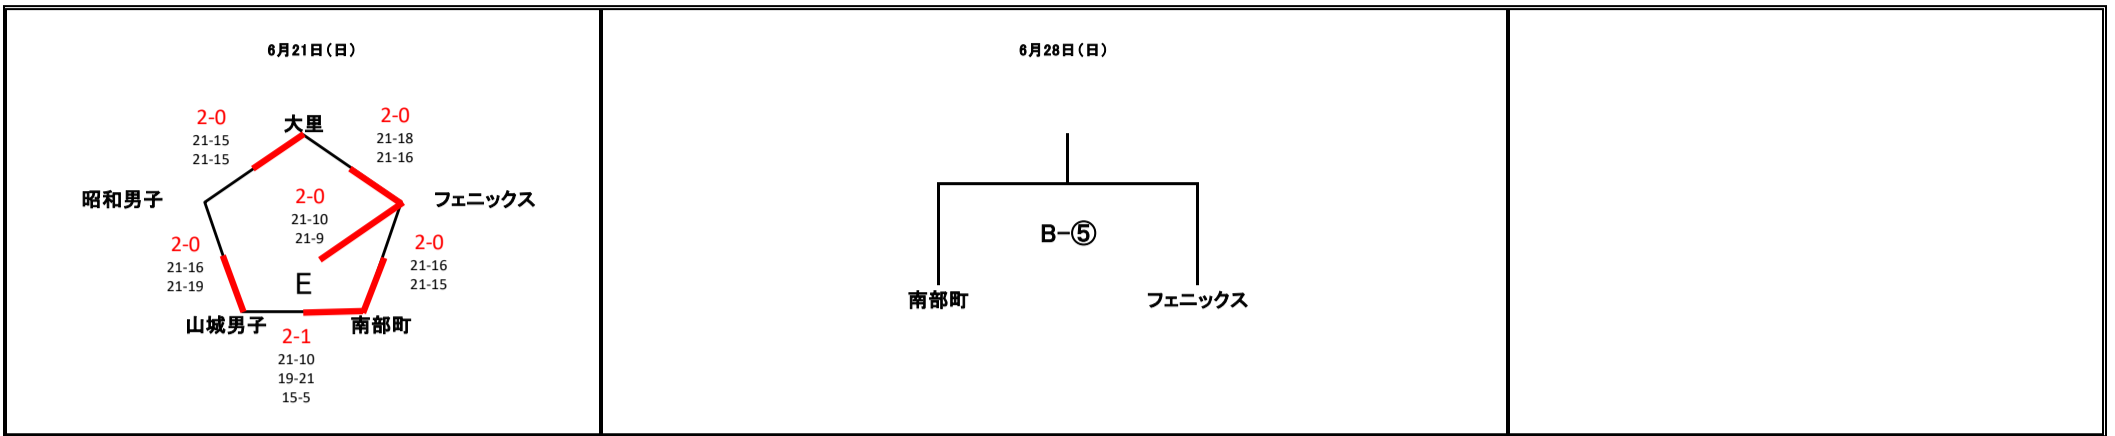 6月21日(日)
2-0
21-15
21-15
大里
2-0
21-18
21-16
昭和男子
2-0
21-10
21-9
フェニックス
2-0
21-16
21-19
E
2-0
21-16
21-15
山城男子
南部町
2-1
21-10
19-21
15-5
6月28日(日)
B-⑤
南部町
フェニックス